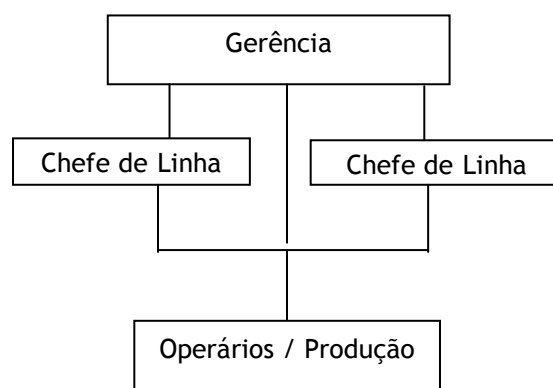 Gerência
Chefe de Linha
Chefe de Linha
Operários / Produção